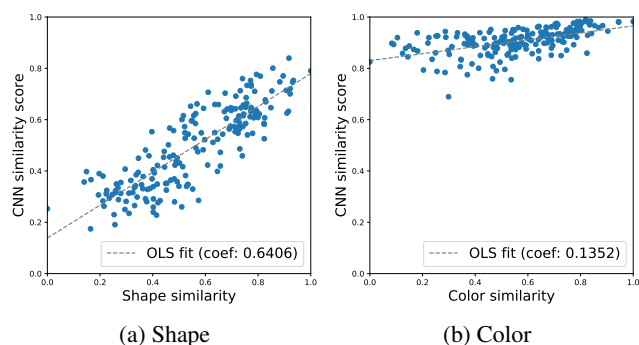 1.0
0.8
0.6
0.4
0.2
0.0
0.0 0.2 0.4 0.6 0.8 1.0
CNN similarity score
Shape similarity
OLS fit (coef: 0.6406)
(a) Shape
1.0
0.8
0.6
0.4
0.2
0.0
0.0 0.2 0.4 0.6 0.8 1.0
CNN similarity score
Color similarity
OLS fit (coef: 0.1352)
(b) Color